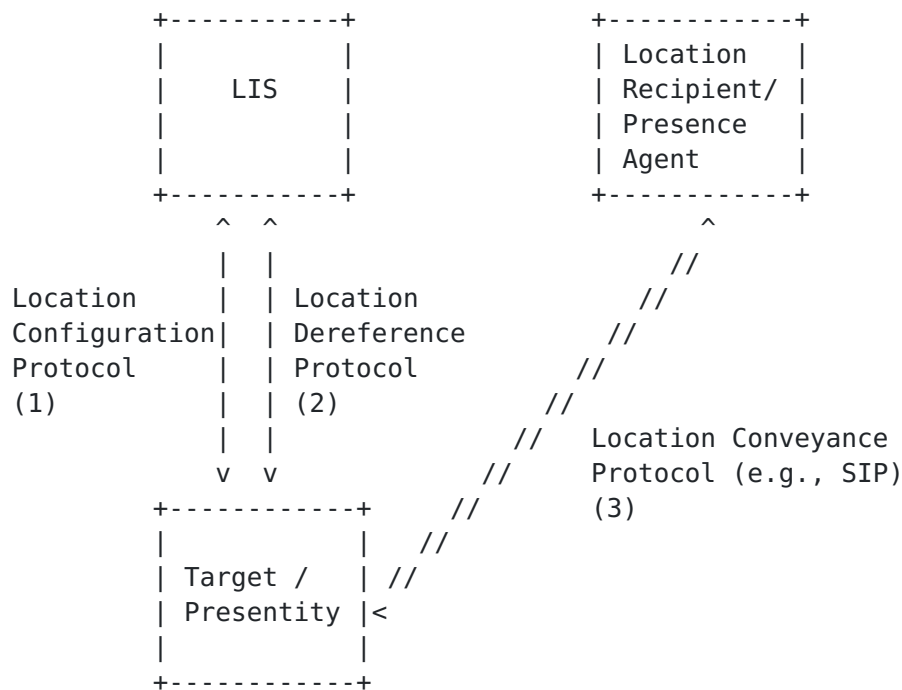 LIS
Location
Recipient/
Presence
Agent
Location
Configuration
Protocol
(1)
Location
Dereference
Protocol
(2)
Location Conveyance
Protocol (e.g., SIP)
(3)
Target /
Presentity